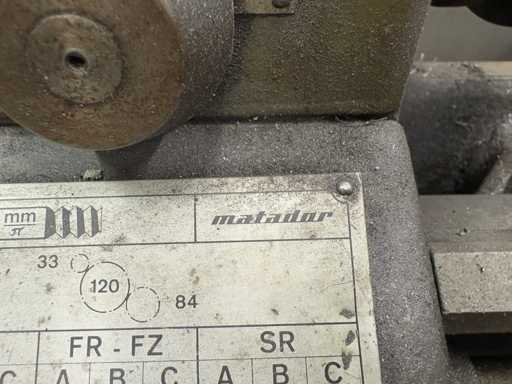 mm matador
π
33
120 84
FR - FZ SR
C A B C A B C